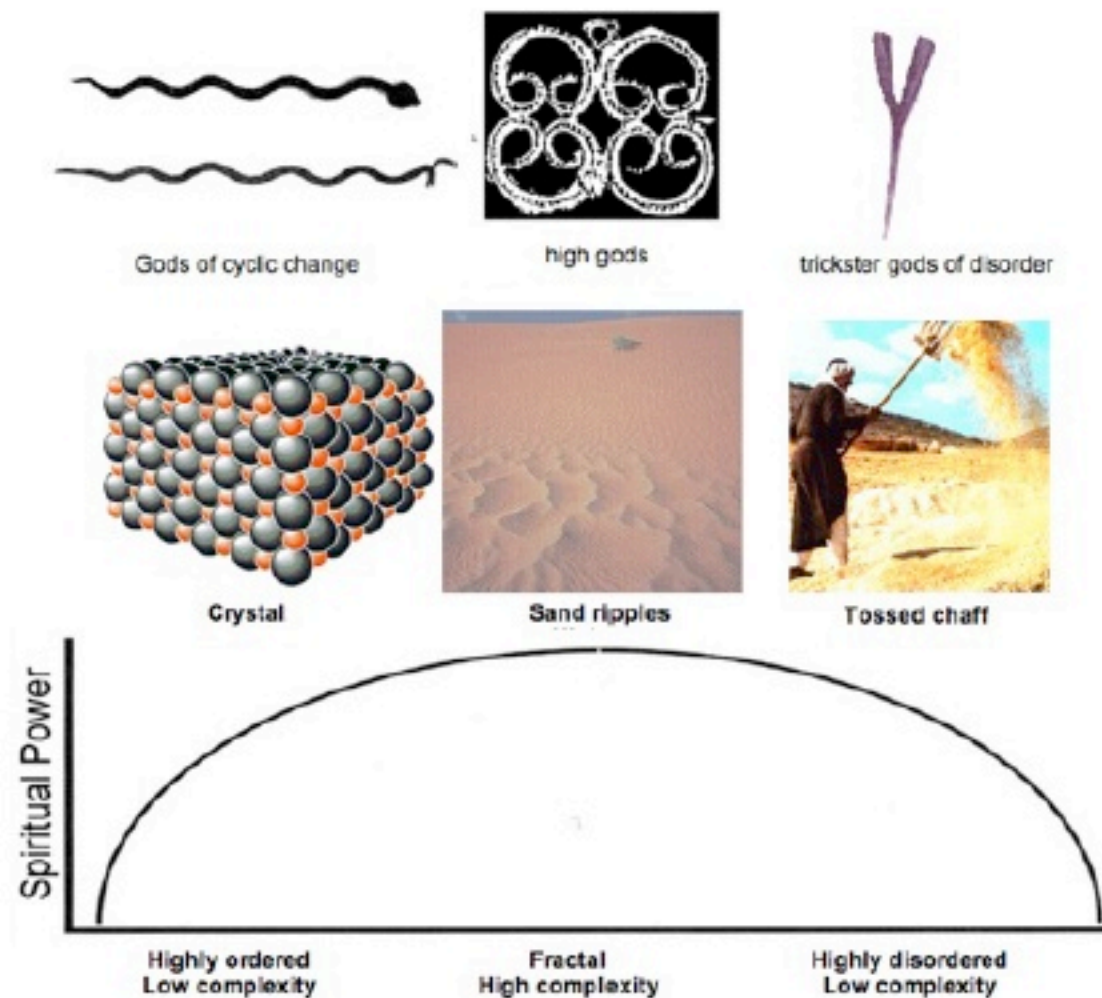 Gods of cyclic change
high gods
trickster gods of disorder
Crystal
Sand ripples
Tossed chaff
Spiritual Power
Highly ordered
Low complexity
Fractal
High complexity
Highly disordered
Low complexity